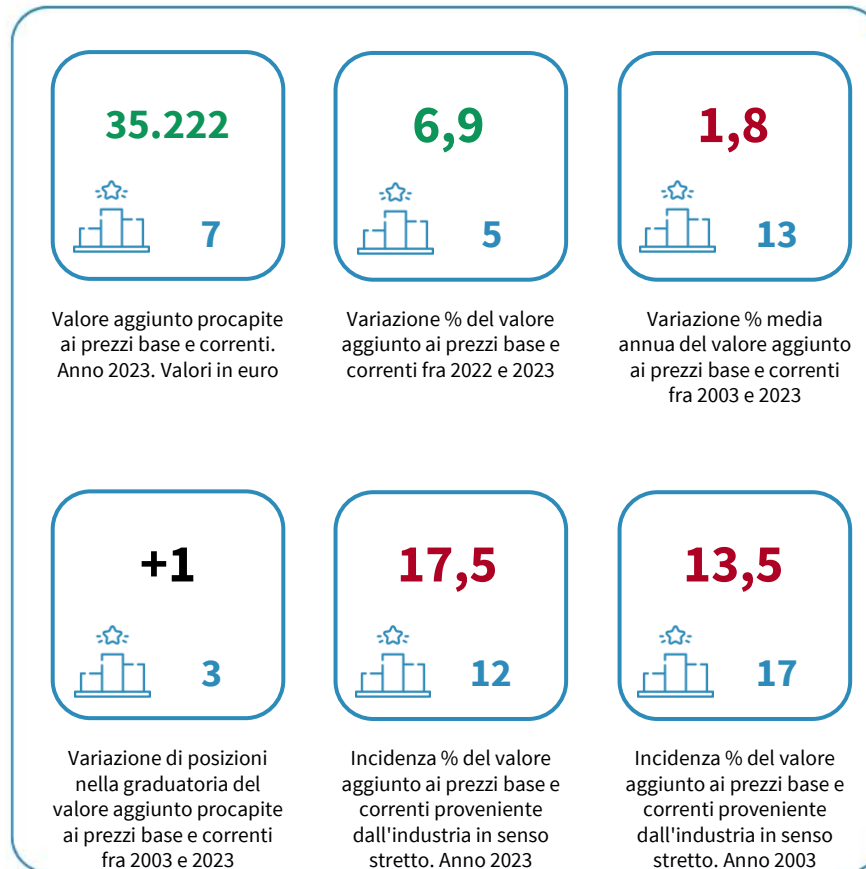 35.222
7
Valore aggiunto procapite
ai prezzi base e correnti.
Anno 2023. Valori in euro
6,9
5
Variazione % del valore
aggiunto ai prezzi base e
correnti fra 2022 e 2023
1,8
13
Variazione % media
annua del valore aggiunto
ai prezzi base e correnti
fra 2003 e 2023
+1
3
Variazione di posizioni
nella graduatoria del
valore aggiunto procapite
ai prezzi base e correnti
fra 2003 e 2023
17,5
12
Incidenza % del valore
aggiunto ai prezzi base e
correnti proveniente
dall'industria in senso
stretto. Anno 2023
13,5
17
Incidenza % del valore
aggiunto ai prezzi base e
correnti proveniente
dall'industria in senso
stretto. Anno 2003